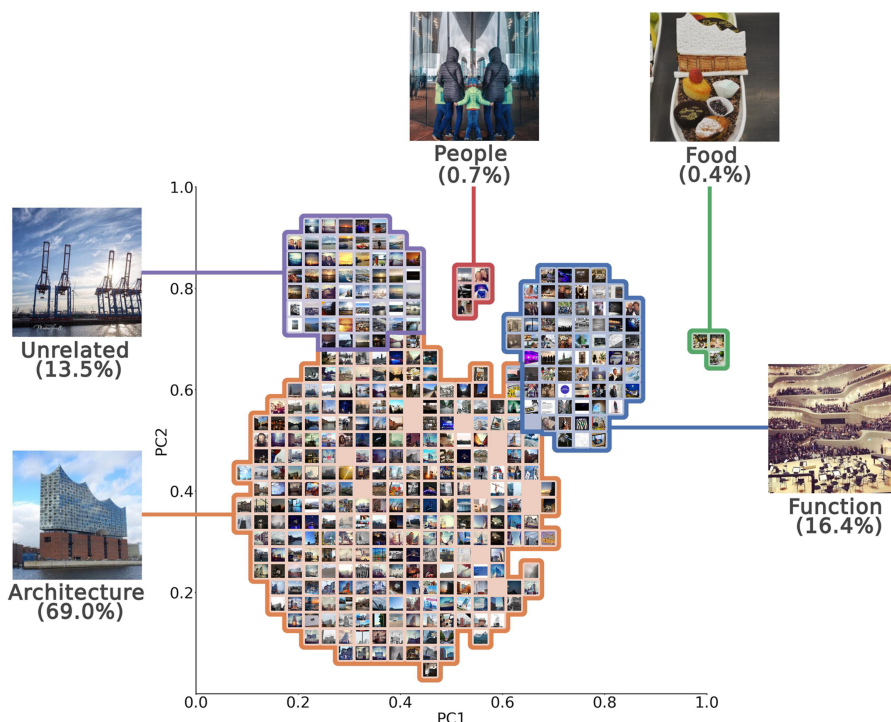 People
(0.7%)
Food
(0.4%)
1.0
Unrelated
(13.5%)
0.8
0.6
PC2
Architecture
(69.0%)
0.4
Function
(16.4%)
0.2
0.0
0.2
0.4
0.6
0.8
1.0
PC1